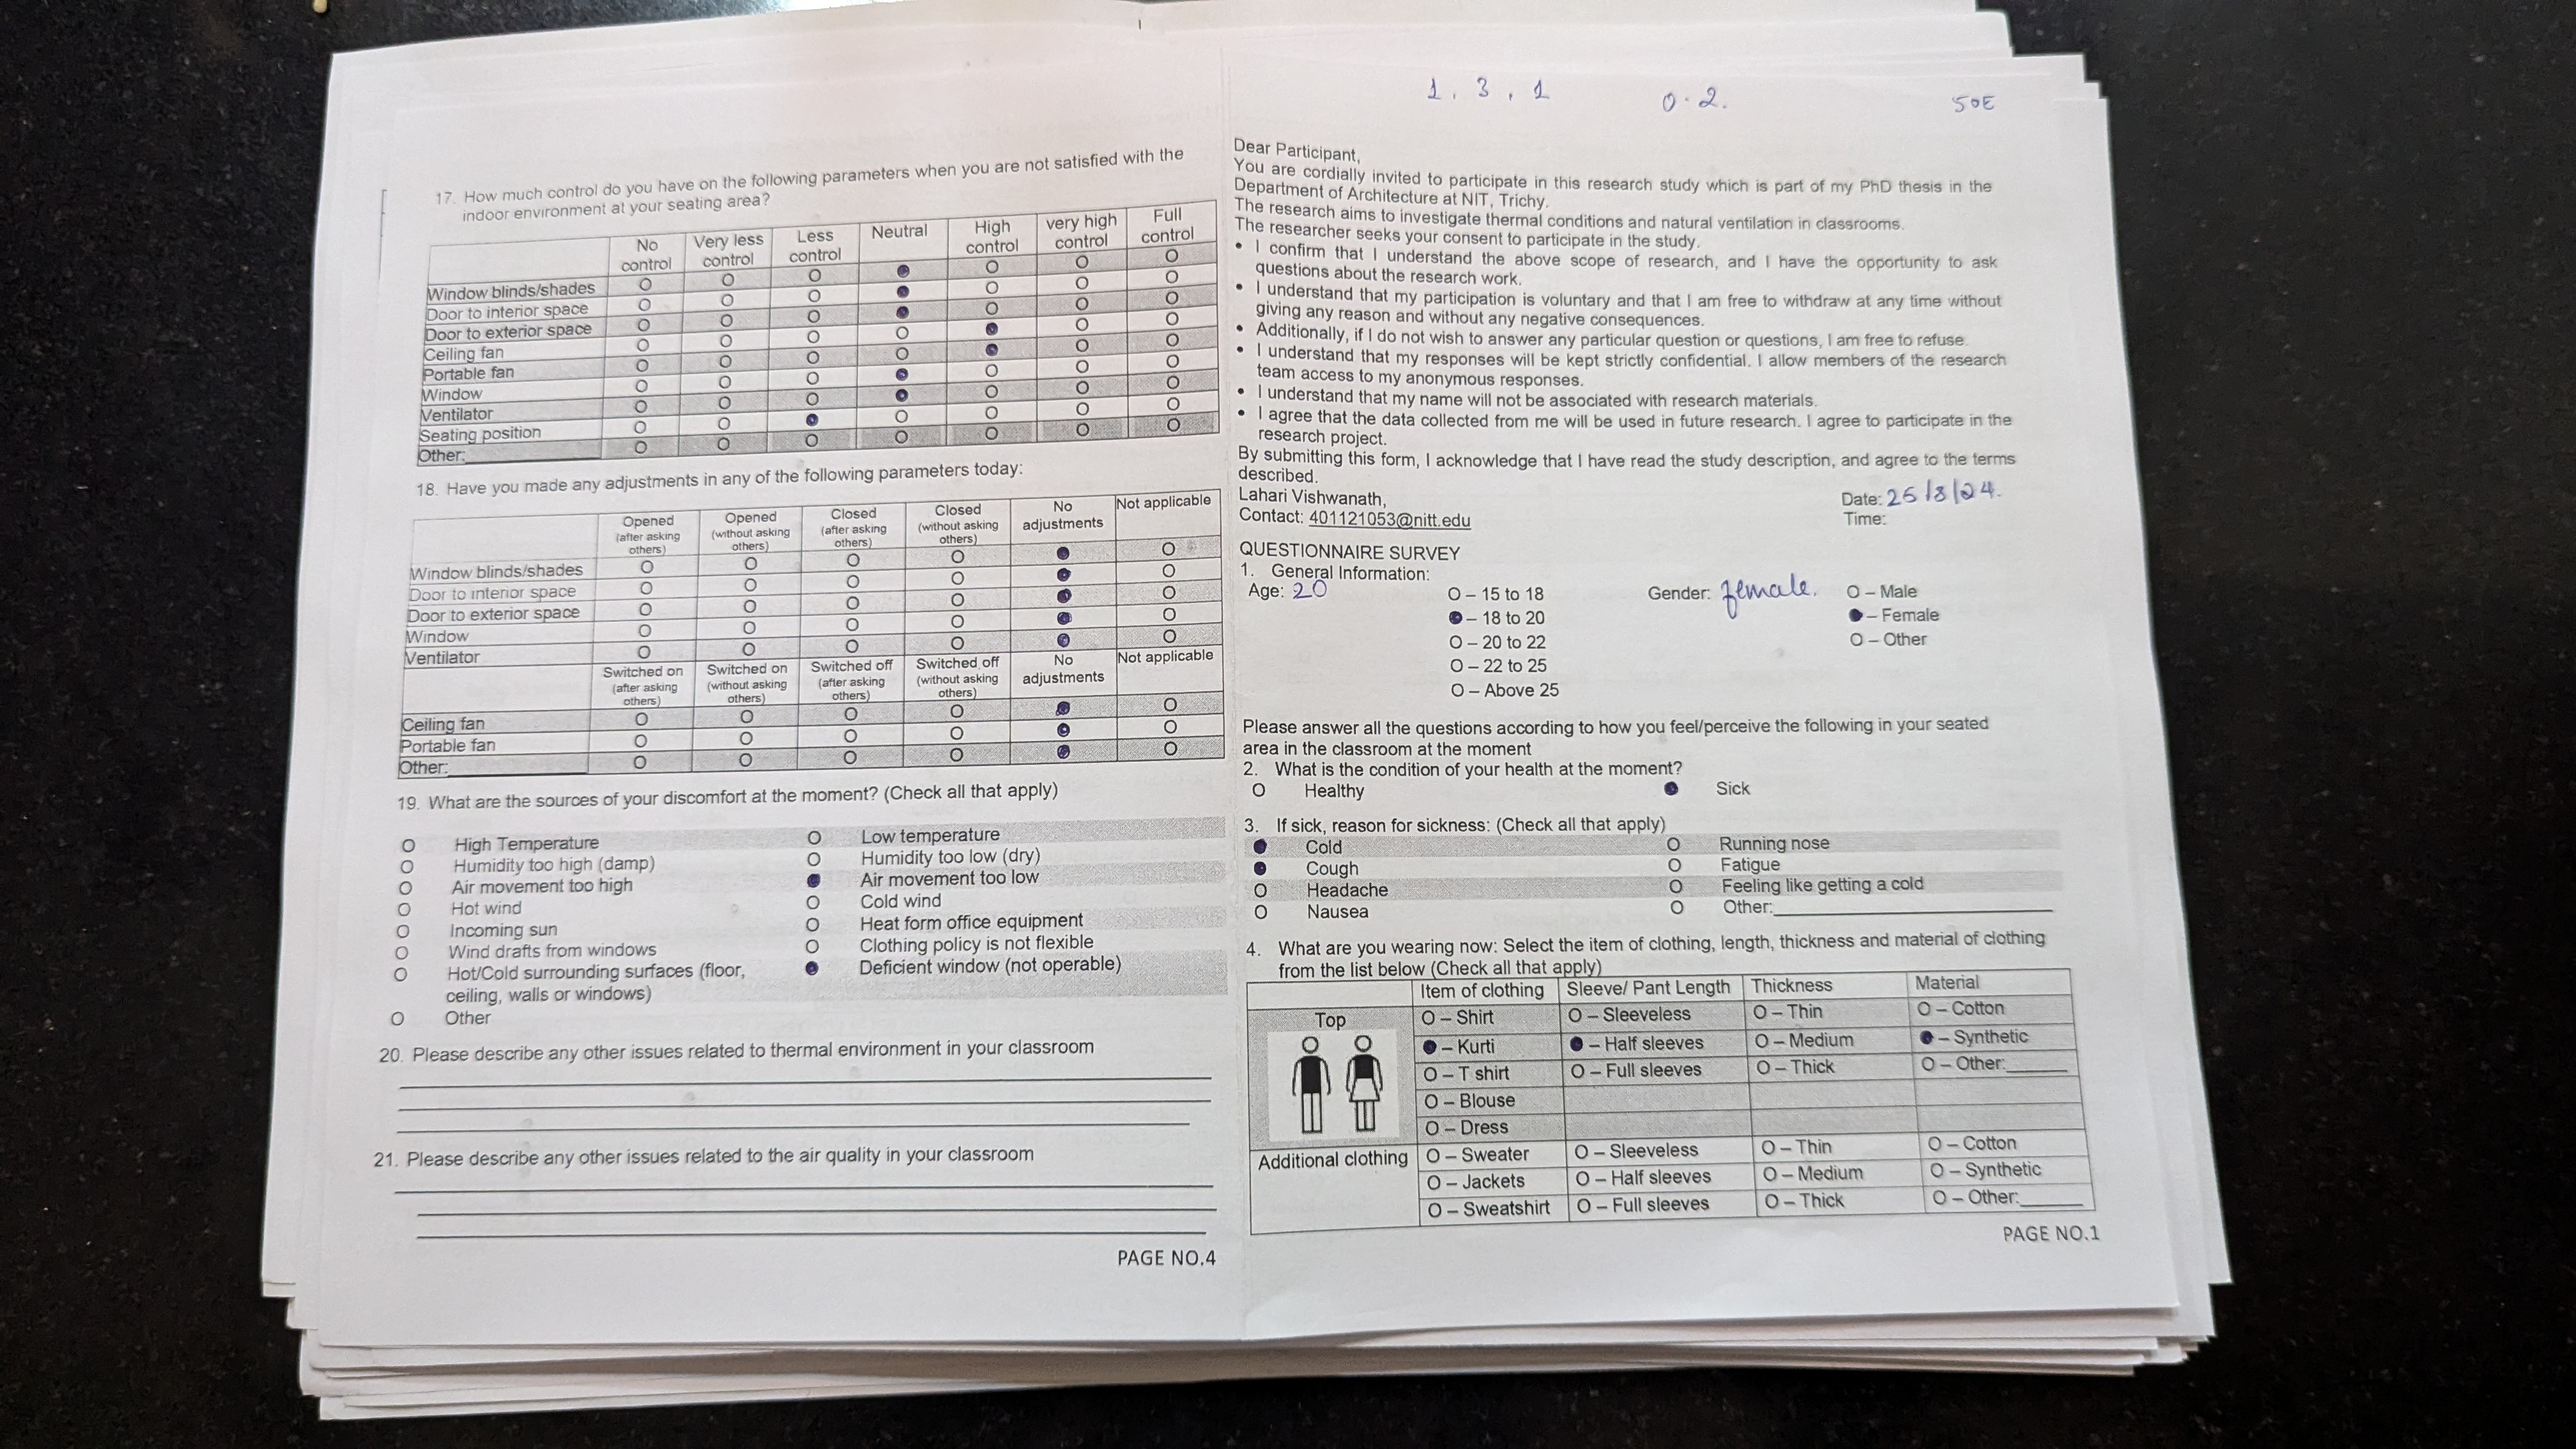 17. How much control do you have on the following parameters when you are not satisfied with the
indoor environment at your seating area?
No control | Very less control | Less control | Neutral | High control | very high control | Full control
Window blinds/shades O O O ● O O O
Door to interior space O O O ● O O O
Door to exterior space O O O ● O O O
Ceiling fan O O O O ● O O
Portable fan O O O O ● O O
Window O O O ● O O O
Ventilator O O O ● O O O
Seating position O O ● O O O O
Other: O O O O O O O
18. Have you made any adjustments in any of the following parameters today:
Opened (after asking others) | Opened (without asking others) | Closed (after asking others) | Closed (without asking others) | No adjustments | Not applicable
Window blinds/shades O O O O ● O
Door to interior space O O O O ● O
Door to exterior space O O O O ● O
Window O O O O ● O
Ventilator O O O O ● O
Switched on (after asking others) | Switched on (without asking others) | Switched off (after asking others) | Switched off (without asking others) | No adjustments | Not applicable
Ceiling fan O O O O ● O
Portable fan O O O O ● O
Other: O O O O ● O
19. What are the sources of your discomfort at the moment? (Check all that apply)
O High Temperature O Low temperature
O Humidity too high (damp) O Humidity too low (dry)
O Air movement too high ● Air movement too low
O Hot wind O Cold wind
O Incoming sun O Heat form office equipment
O Wind drafts from windows O Clothing policy is not flexible
O Hot/Cold surrounding surfaces (floor, ● Deficient window (not operable)
ceiling, walls or windows)
O Other
20. Please describe any other issues related to thermal environment in your classroom
21. Please describe any other issues related to the air quality in your classroom
PAGE NO.4
1, 3, 1 0.2. SOE
Dear Participant,
You are cordially invited to participate in this research study which is part of my PhD thesis in the
Department of Architecture at NIT, Trichy.
The research aims to investigate thermal conditions and natural ventilation in classrooms.
The researcher seeks your consent to participate in the study.
• I confirm that I understand the above scope of research, and I have the opportunity to ask
questions about the research work.
• I understand that my participation is voluntary and that I am free to withdraw at any time without
giving any reason and without any negative consequences.
• Additionally, if I do not wish to answer any particular question or questions, I am free to refuse.
• I understand that my responses will be kept strictly confidential. I allow members of the research
team access to my anonymous responses.
• I understand that my name will not be associated with research materials.
• I agree that the data collected from me will be used in future research. I agree to participate in the
research project.
By submitting this form, I acknowledge that I have read the study description, and agree to the terms
described.
Lahari Vishwanath, Date: 25/8/24.
Contact: 401121053@nitt.edu Time:
QUESTIONNAIRE SURVEY
1. General Information:
Age: 20 O – 15 to 18 Gender: female. O – Male
● – 18 to 20 ● – Female
O – 20 to 22 O – Other
O – 22 to 25
O – Above 25
Please answer all the questions according to how you feel/perceive the following in your seated
area in the classroom at the moment
2. What is the condition of your health at the moment?
O Healthy ● Sick
3. If sick, reason for sickness: (Check all that apply)
● Cold O Running nose
● Cough O Fatigue
O Headache O Feeling like getting a cold
O Nausea O Other:
4. What are you wearing now: Select the item of clothing, length, thickness and material of clothing
from the list below (Check all that apply)
Item of clothing | Sleeve/ Pant Length | Thickness | Material
Top O – Shirt O – Sleeveless O – Thin O – Cotton
● – Kurti ● – Half sleeves O – Medium ● – Synthetic
O – T shirt O – Full sleeves O – Thick O – Other:
O – Blouse
O – Dress
Additional clothing O – Sweater O – Sleeveless O – Thin O – Cotton
O – Jackets O – Half sleeves O – Medium O – Synthetic
O – Sweatshirt O – Full sleeves O – Thick O – Other:
PAGE NO.1